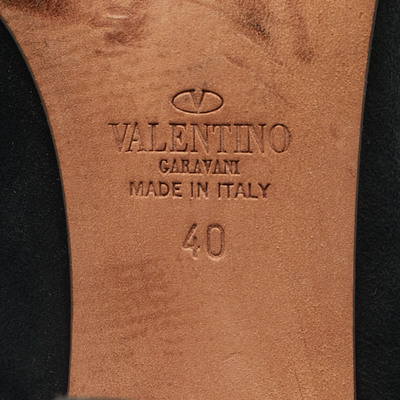 V
VALENTINO
GARAVANI
MADE IN ITALY
40